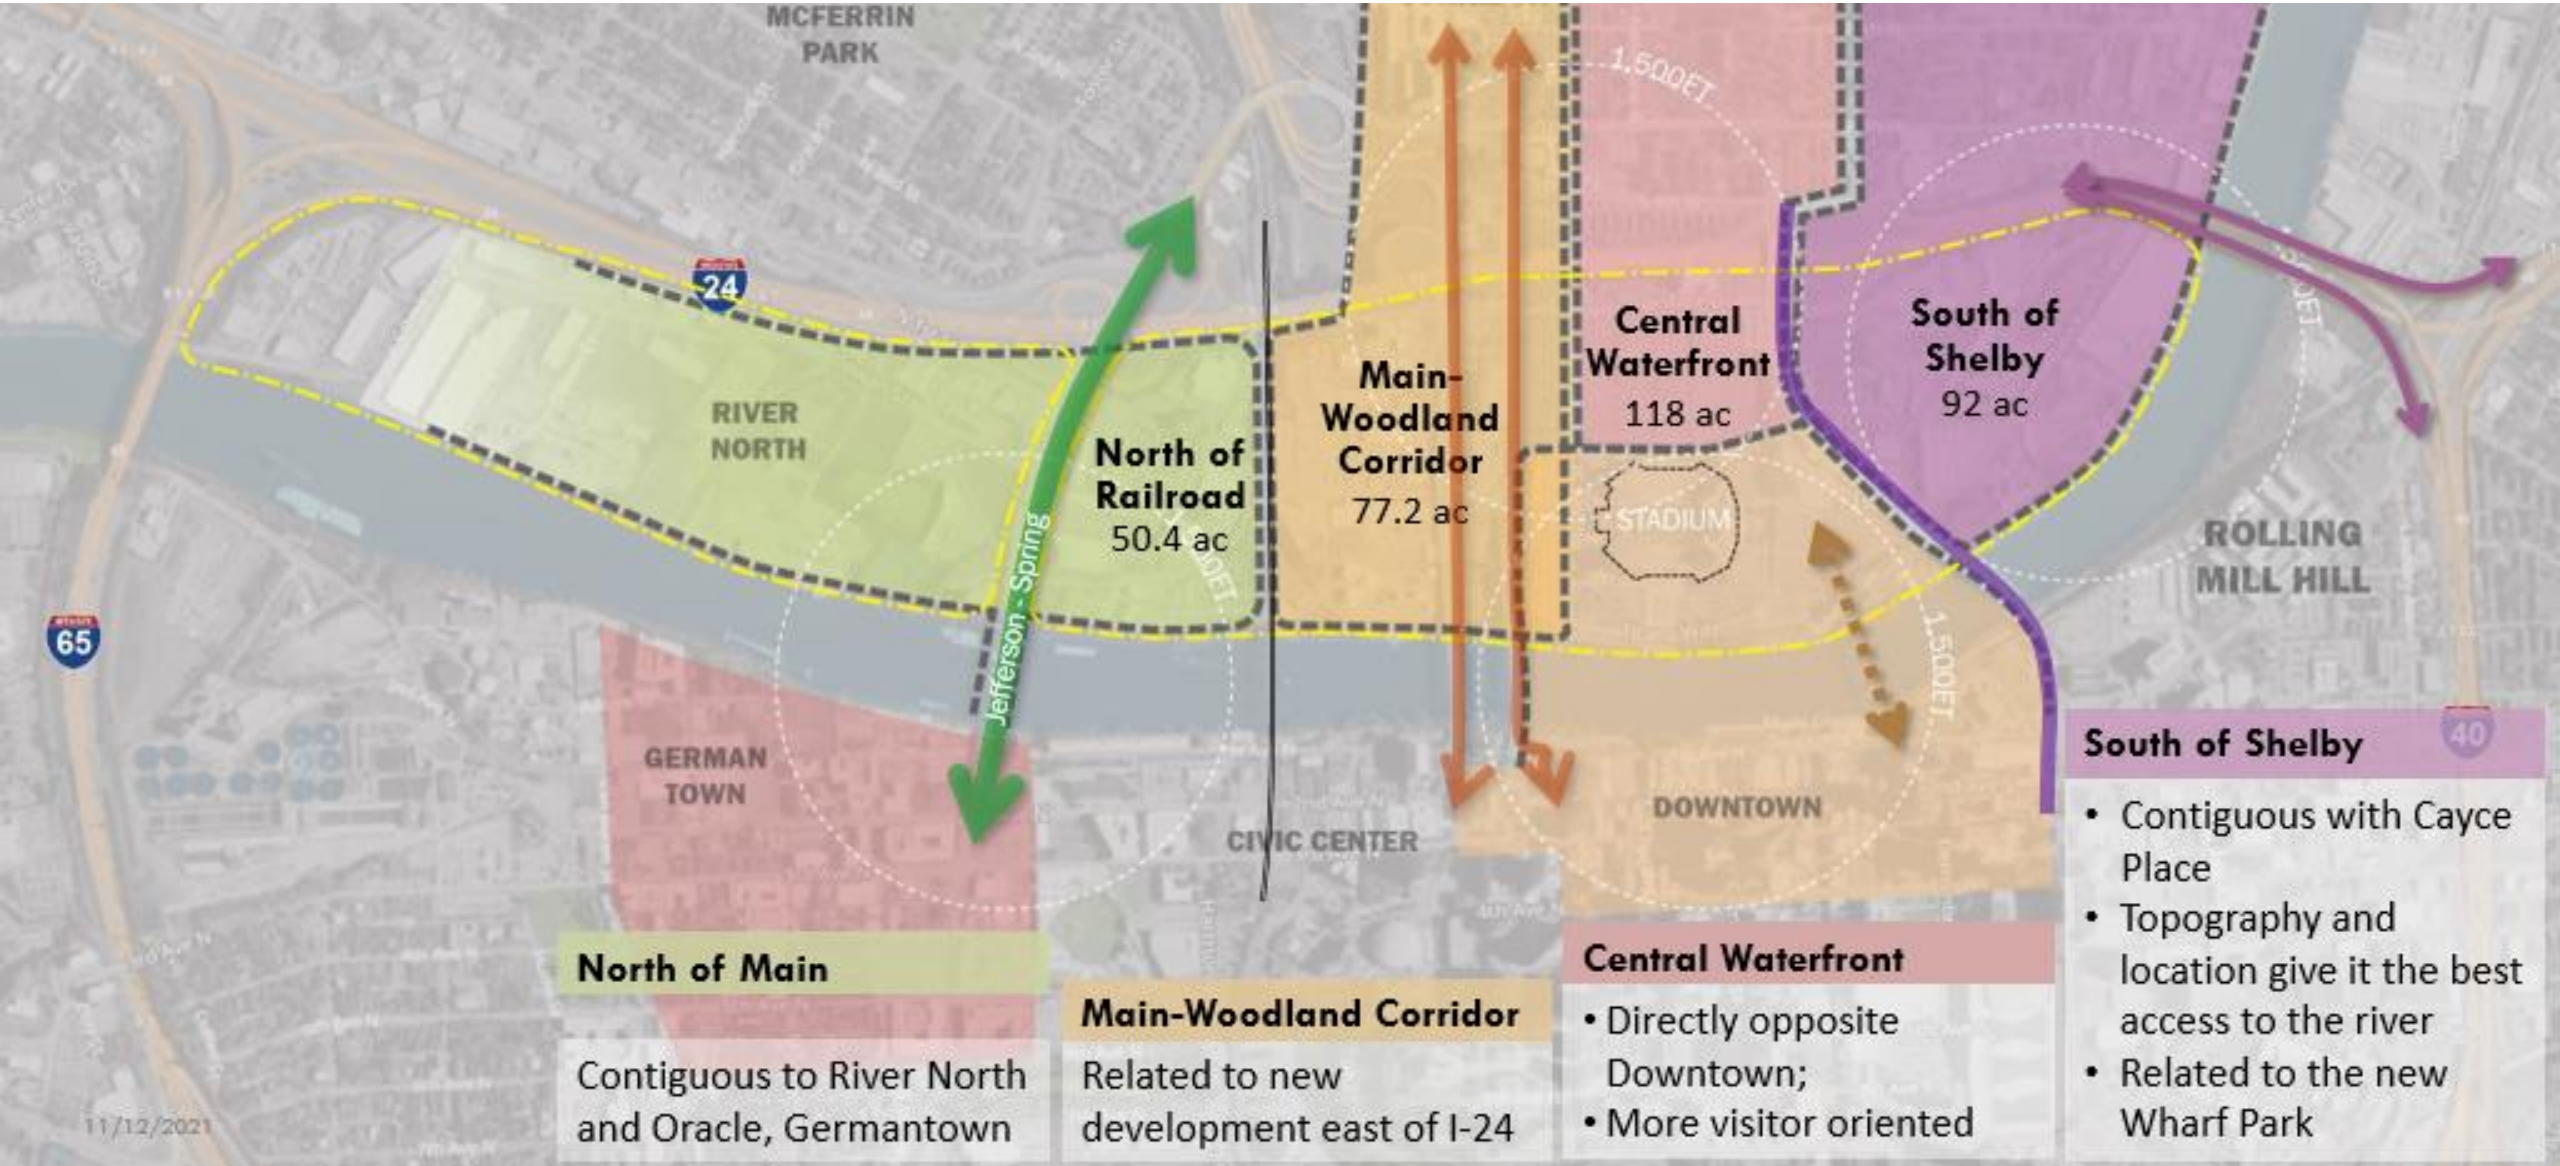 MCFERRIN
PARK
1,500FT
24
Central
Waterfront
118 ac
South of
Shelby
92 ac
Main-
Woodland
Corridor
77.2 ac
RIVER
NORTH
North of
Railroad
50.4 ac
STADIUM
Jefferson - Spring
1,500FT
ROLLING
MILL HILL
65
GERMAN
TOWN
CIVIC CENTER
DOWNTOWN
40
North of Main
Contiguous to River North
and Oracle, Germantown
Main-Woodland Corridor
Related to new
development east of I-24
Central Waterfront
• Directly opposite
Downtown;
• More visitor oriented
South of Shelby
• Contiguous with Cayce
Place
• Topography and
location give it the best
access to the river
• Related to the new
Wharf Park
11/12/2021